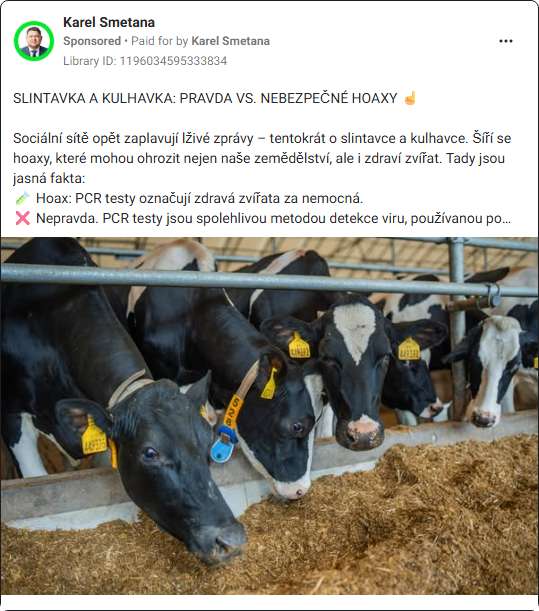 Karel Smetana
Sponsored • Paid for by Karel Smetana
Library ID: 1196034595333834
SLINTAVKA A KULHAVKA: PRAVDA VS. NEBEZPEČNÉ HOAXY ☝️
Sociální sítě opět zaplavují lživé zprávy – tentokrát o slintavce a kulhavce. Šíří se
hoaxy, které mohou ohrozit nejen naše zemědělství, ale i zdraví zvířat. Tady jsou
jasná fakta:
🧪 Hoax: PCR testy označují zdravá zvířata za nemocná.
❌ Nepravda. PCR testy jsou spolehlivou metodou detekce viru, používanou po...